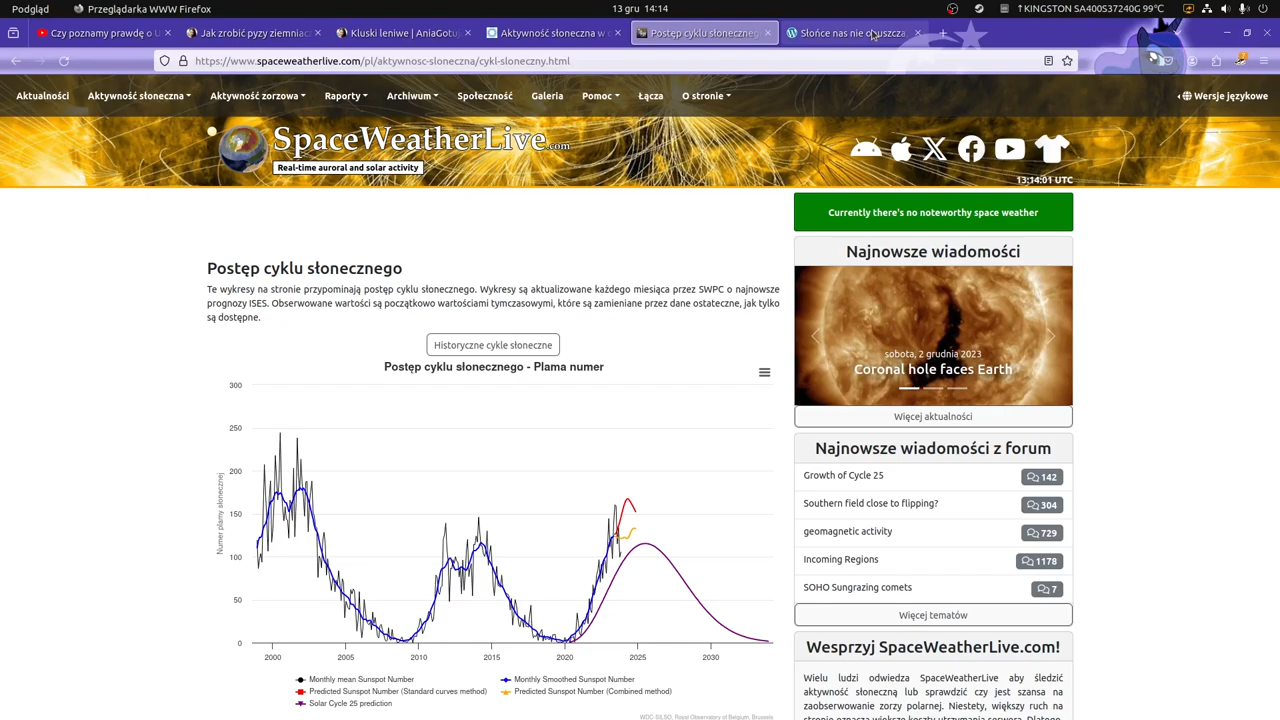 Podgląd
Przeglądarka WWW Firefox
13 gru 14:14
↑KINGSTON SA400S37240G 99°C
Czy poznamy prawdę o U
Jak zrobić pyzy ziemniac
Kluski leniwe | AniaGotu
Aktywność słoneczna w c
Postęp cyklu słoneczneg
Słońce nas nie oszcza
https://www.spaceweatherlive.com/pl/aktywnosc-sloneczna/cykl-sloneczny.html
Aktualności
Aktywność słoneczna
Aktywność zorzowa
Raporty
Archiwum
Społeczność
Galeria
Pomoc
Łącza
O stronie
Wersje językowe
SpaceWeatherLive.com
Real-time auroral and solar activity
13:14:01 UTC
Currently there's no noteworthy space weather
Postęp cyklu słonecznego
Te wykresy na stronie przypominają postęp cyklu słonecznego. Wykresy są aktualizowane każdego miesiąca przez SWPC o najnowsze
prognozy ISES. Obserwowane wartości są początkowo wartościami tymczasowymi, które są zamieniane przez dane ostateczne, jak tylko
są dostępne.
Historyczne cykle słoneczne
Postęp cyklu słonecznego - Plama numer
Numer plamy słonecznej
300
250
200
150
100
50
0
2000
2005
2010
2015
2020
2025
2030
Monthly mean Sunspot Number
Monthly Smoothed Sunspot Number
Predicted Sunspot Number (Standard curves method)
Predicted Sunspot Number (Combined method)
Solar Cycle 25 prediction
WDC-SILSO, Royal Observatory of Belgium, Brussels
Najnowsze wiadomości
sobota, 2 grudnia 2023
Coronal hole faces Earth
Więcej aktualności
Najnowsze wiadomości z forum
Growth of Cycle 25
142
Southern field close to flipping?
304
geomagnetic activity
729
Incoming Regions
1178
SOHO Sungrazing comets
7
Więcej tematów
Wesprzyj SpaceWeatherLive.com!
Wielu ludzi odwiedza SpaceWeatherLive aby śledzić
aktywność słoneczną lub sprawdzić czy jest szansa na
zaobserwowanie zorzy polarnej. Niestety, większy ruch na
stronie oznacza większe koszty utrzymania serwera. Dlatego,